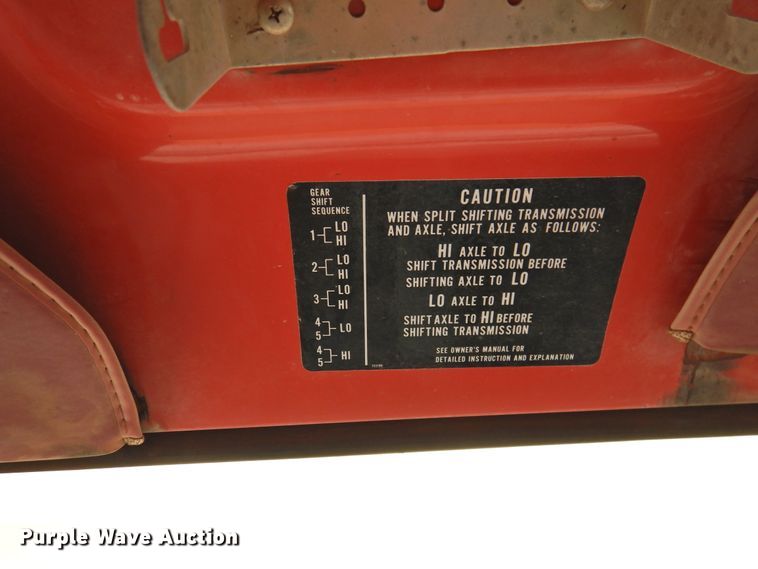 GEAR
SHIFT
SEQUENCE
1 LO
HI
2 LO
HI
3 LO
HI
4
5 LO
4
5 HI
CAUTION
WHEN SPLIT SHIFTING TRANSMISSION
AND AXLE, SHIFT AXLE AS FOLLOWS:
HI AXLE TO LO
SHIFT TRANSMISSION BEFORE
SHIFTING AXLE TO LO
LO AXLE TO HI
SHIFT AXLE TO HI BEFORE
SHIFTING TRANSMISSION
SEE OWNER'S MANUAL FOR
DETAILED INSTRUCTION AND EXPLANATION
Purple Wave Auction